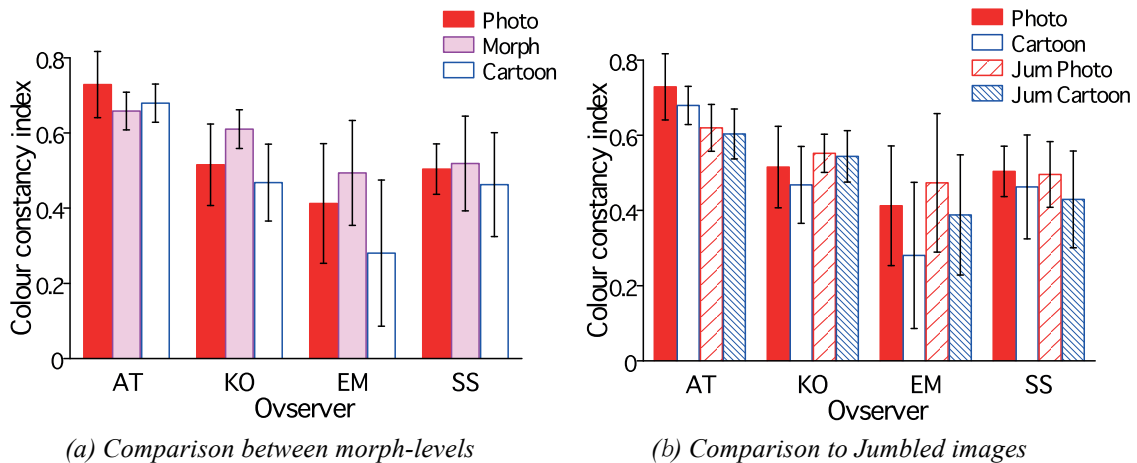 Photo
Morph
Cartoon
Colour constancy index
0.8
0.6
0.4
0.2
0
AT KO EM SS
Ovserver
(a) Comparison between morph-levels
Photo
Cartoon
Jum Photo
Jum Cartoon
Colour constancy index
0.8
0.6
0.4
0.2
0
AT KO EM SS
Ovserver
(b) Comparison to Jumbled images